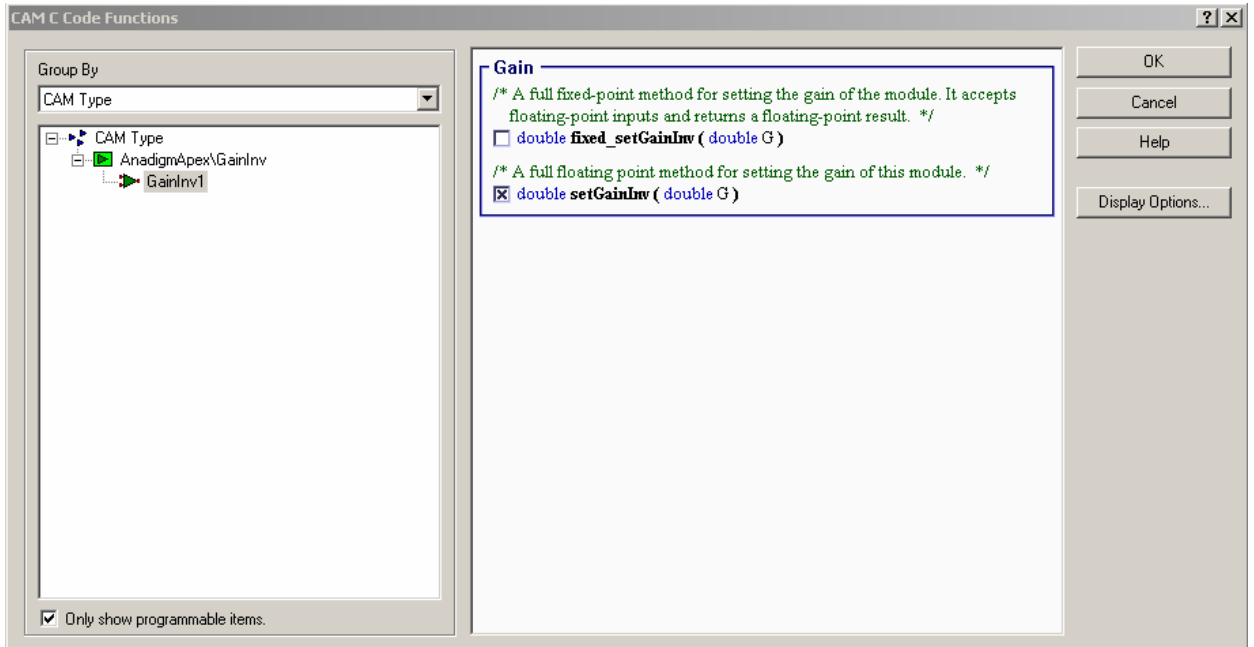 CAM C Code Functions
Group By
CAM Type
CAM Type
AnadigmApex\GainInv
GainInv1
Only show programmable items.
Gain
/* A full fixed-point method for setting the gain of the module. It accepts
floating-point inputs and returns a floating-point result. */
double fixed_setGainInv ( double G )
/* A full floating point method for setting the gain of this module. */
double setGainInv ( double G )
OK
Cancel
Help
Display Options...